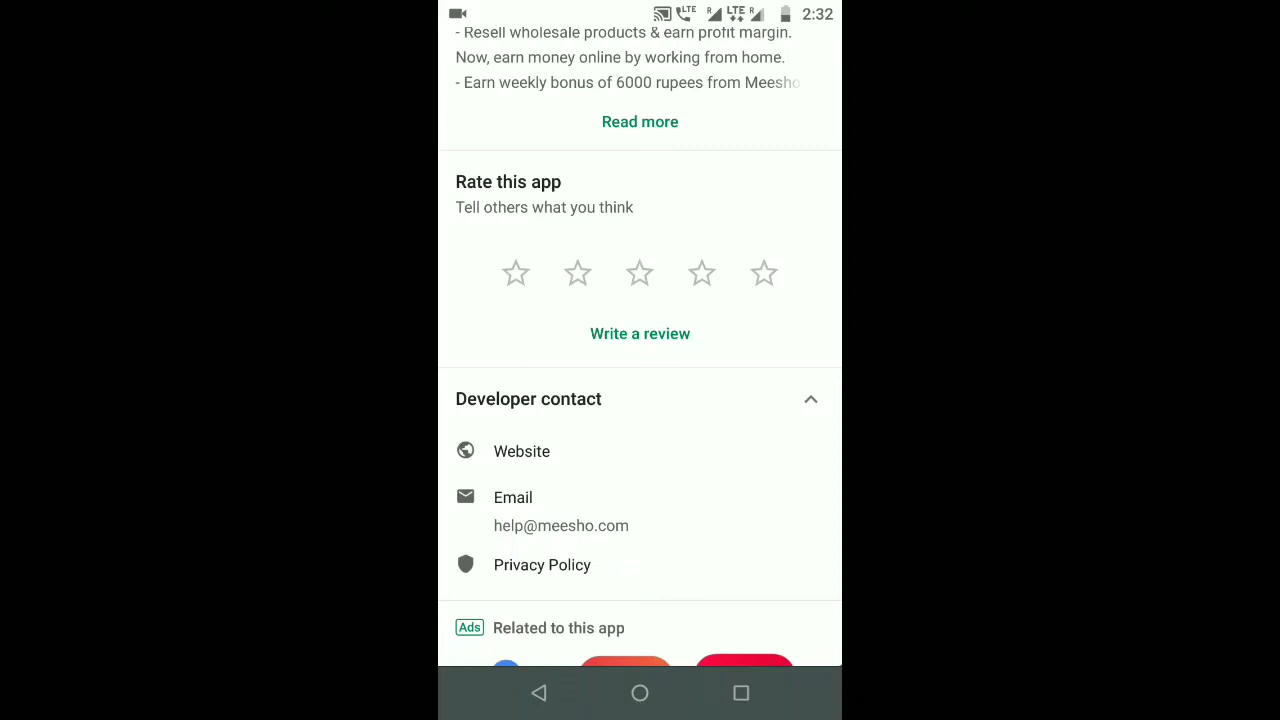 R LTE R 2:32
- Resell wholesale products & earn profit margin.
Now, earn money online by working from home.
- Earn weekly bonus of 6000 rupees from Meesho
Read more
Rate this app
Tell others what you think
Write a review
Developer contact
Website
Email
help@meesho.com
Privacy Policy
Ads Related to this app